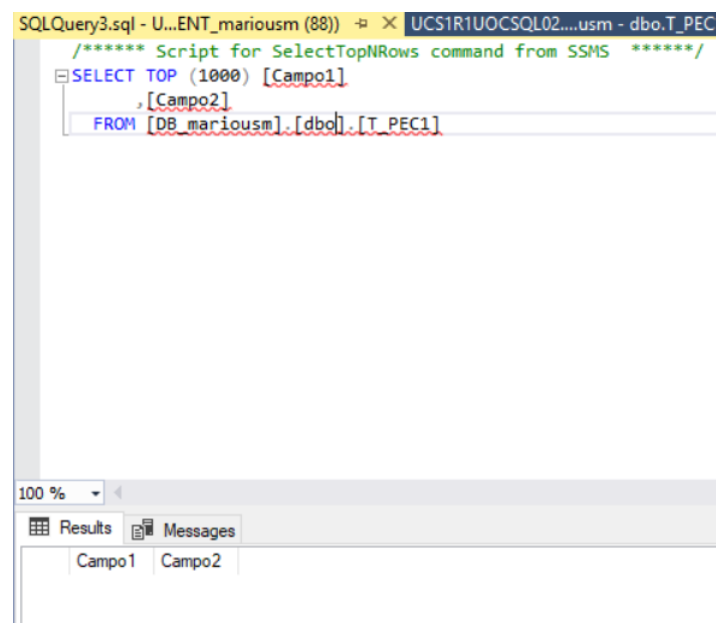 SQLQuery3.sql - U...ENT_mariousm (88)) UCS1R1UOCSQL02....usm - dbo.T_PEC
/****** Script for SelectTopNRows command from SSMS ******/
SELECT TOP (1000) [Campo1]
,[Campo2]
FROM [DB_mariousm].[dbo].[T_PEC1]
100 %
Results Messages
Campo1 Campo2